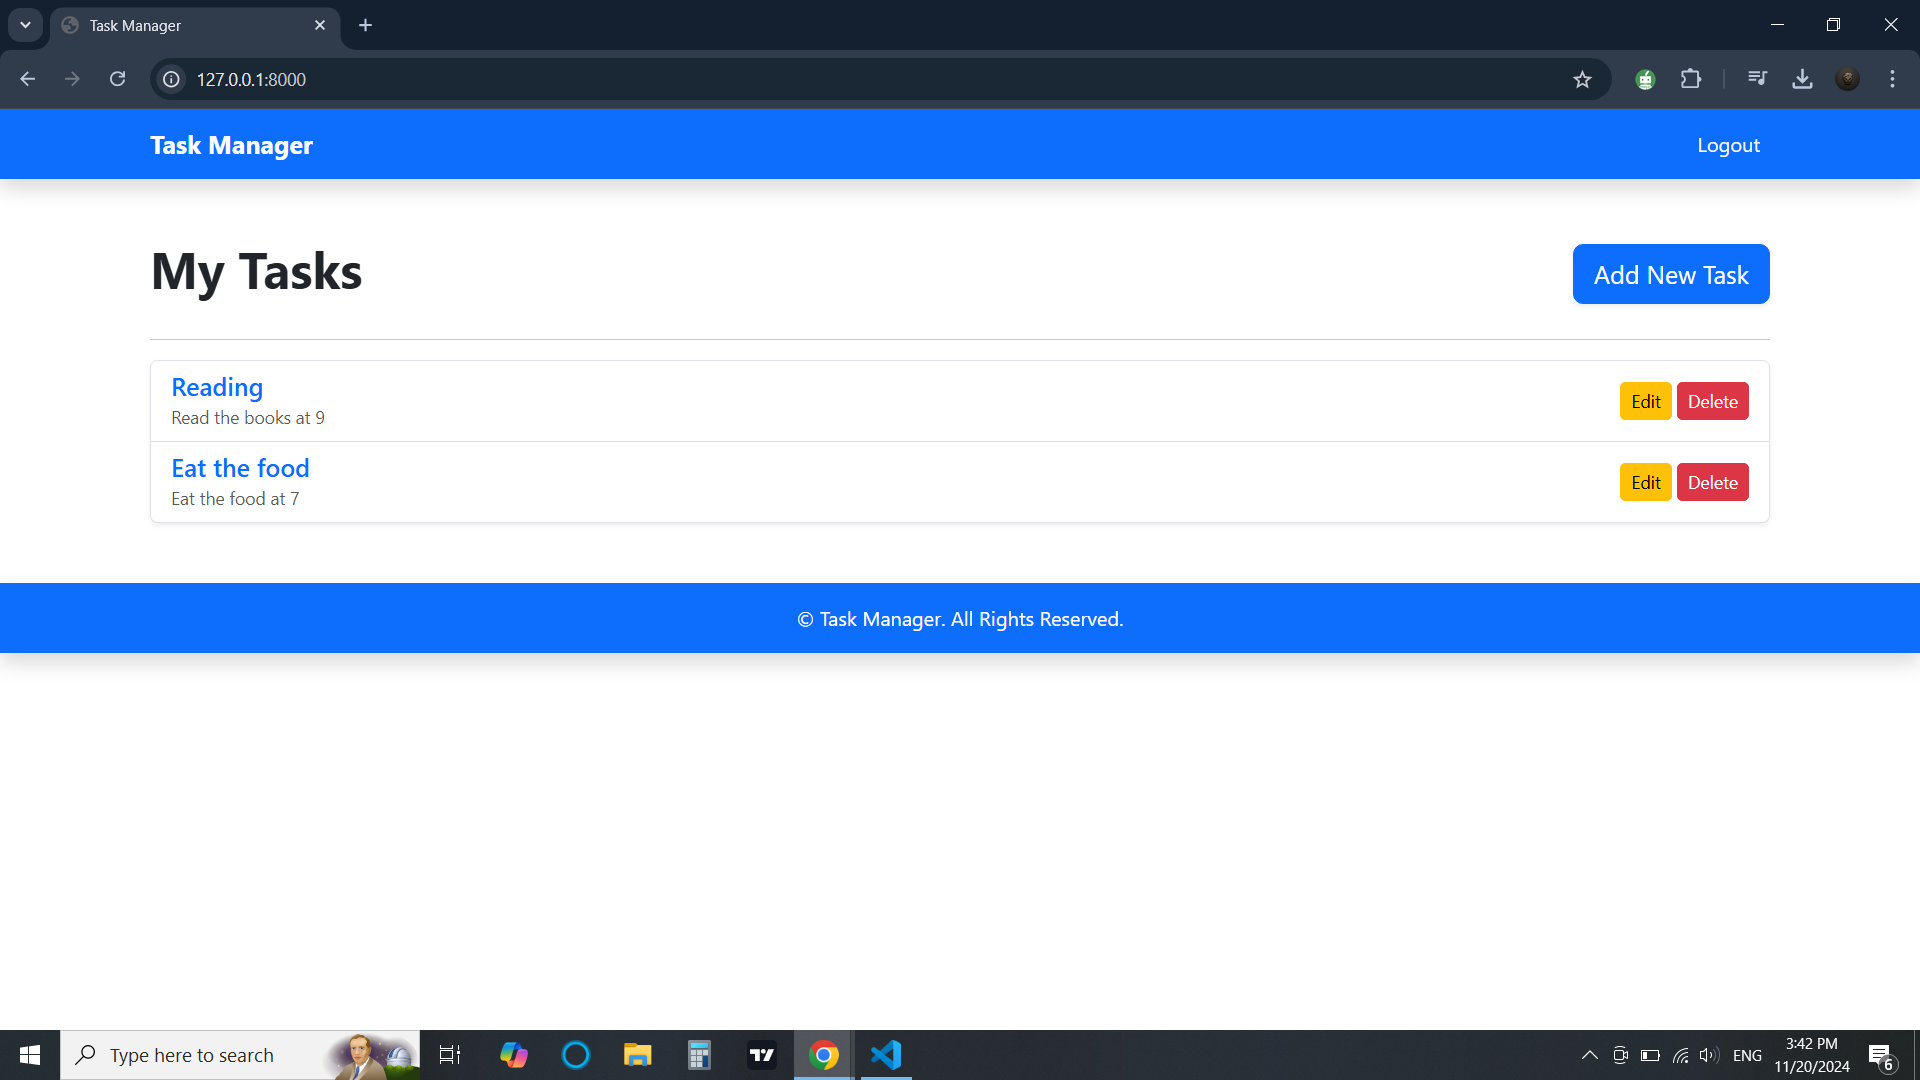 Task Manager
127.0.0.1:8000
Task Manager
Logout
My Tasks
Add New Task
Reading
Read the books at 9
Edit
Delete
Eat the food
Eat the food at 7
Edit
Delete
© Task Manager. All Rights Reserved.
Type here to search
ENG
3:42 PM
11/20/2024
6